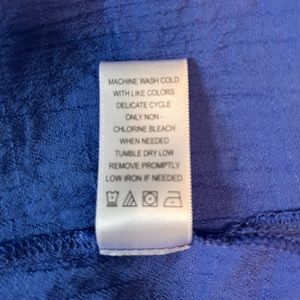 MACHINE WASH COLD
WITH LIKE COLORS
DELICATE CYCLE
ONLY NON -
CHLORINE BLEACH
WHEN NEEDED
TUMBLE DRY LOW
REMOVE PROMPTLY
LOW IRON IF NEEDED